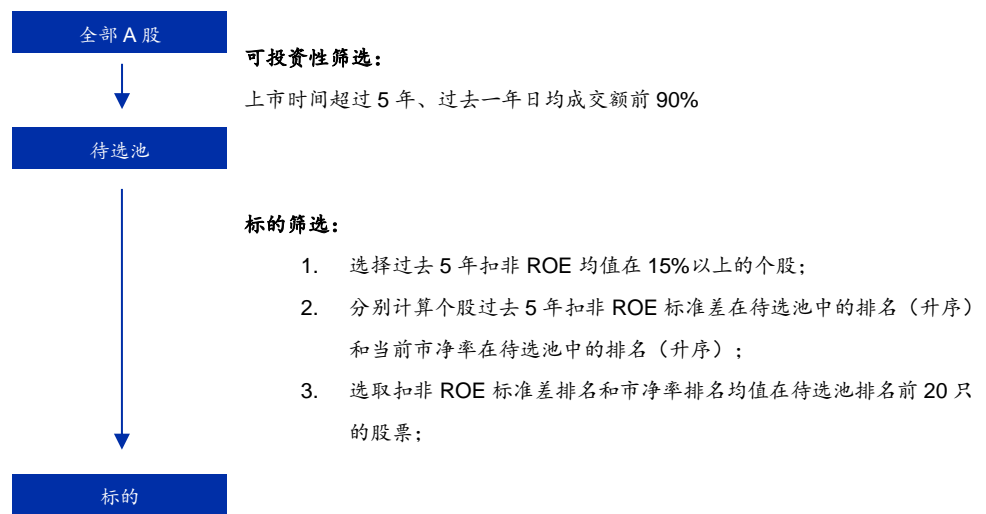 全部 A 股
可投资性筛选：
上市时间超过 5 年、过去一年日均成交额前 90%
待选池
标的筛选：
1. 选择过去 5 年扣非 ROE 均值在 15%以上的个股；
2. 分别计算个股过去 5 年扣非 ROE 标准差在待选池中的排名（升序）
和当前市净率在待选池中的排名（升序）；
3. 选取扣非 ROE 标准差排名和市净率排名均值在待选池排名前 20 只
的股票；
标的